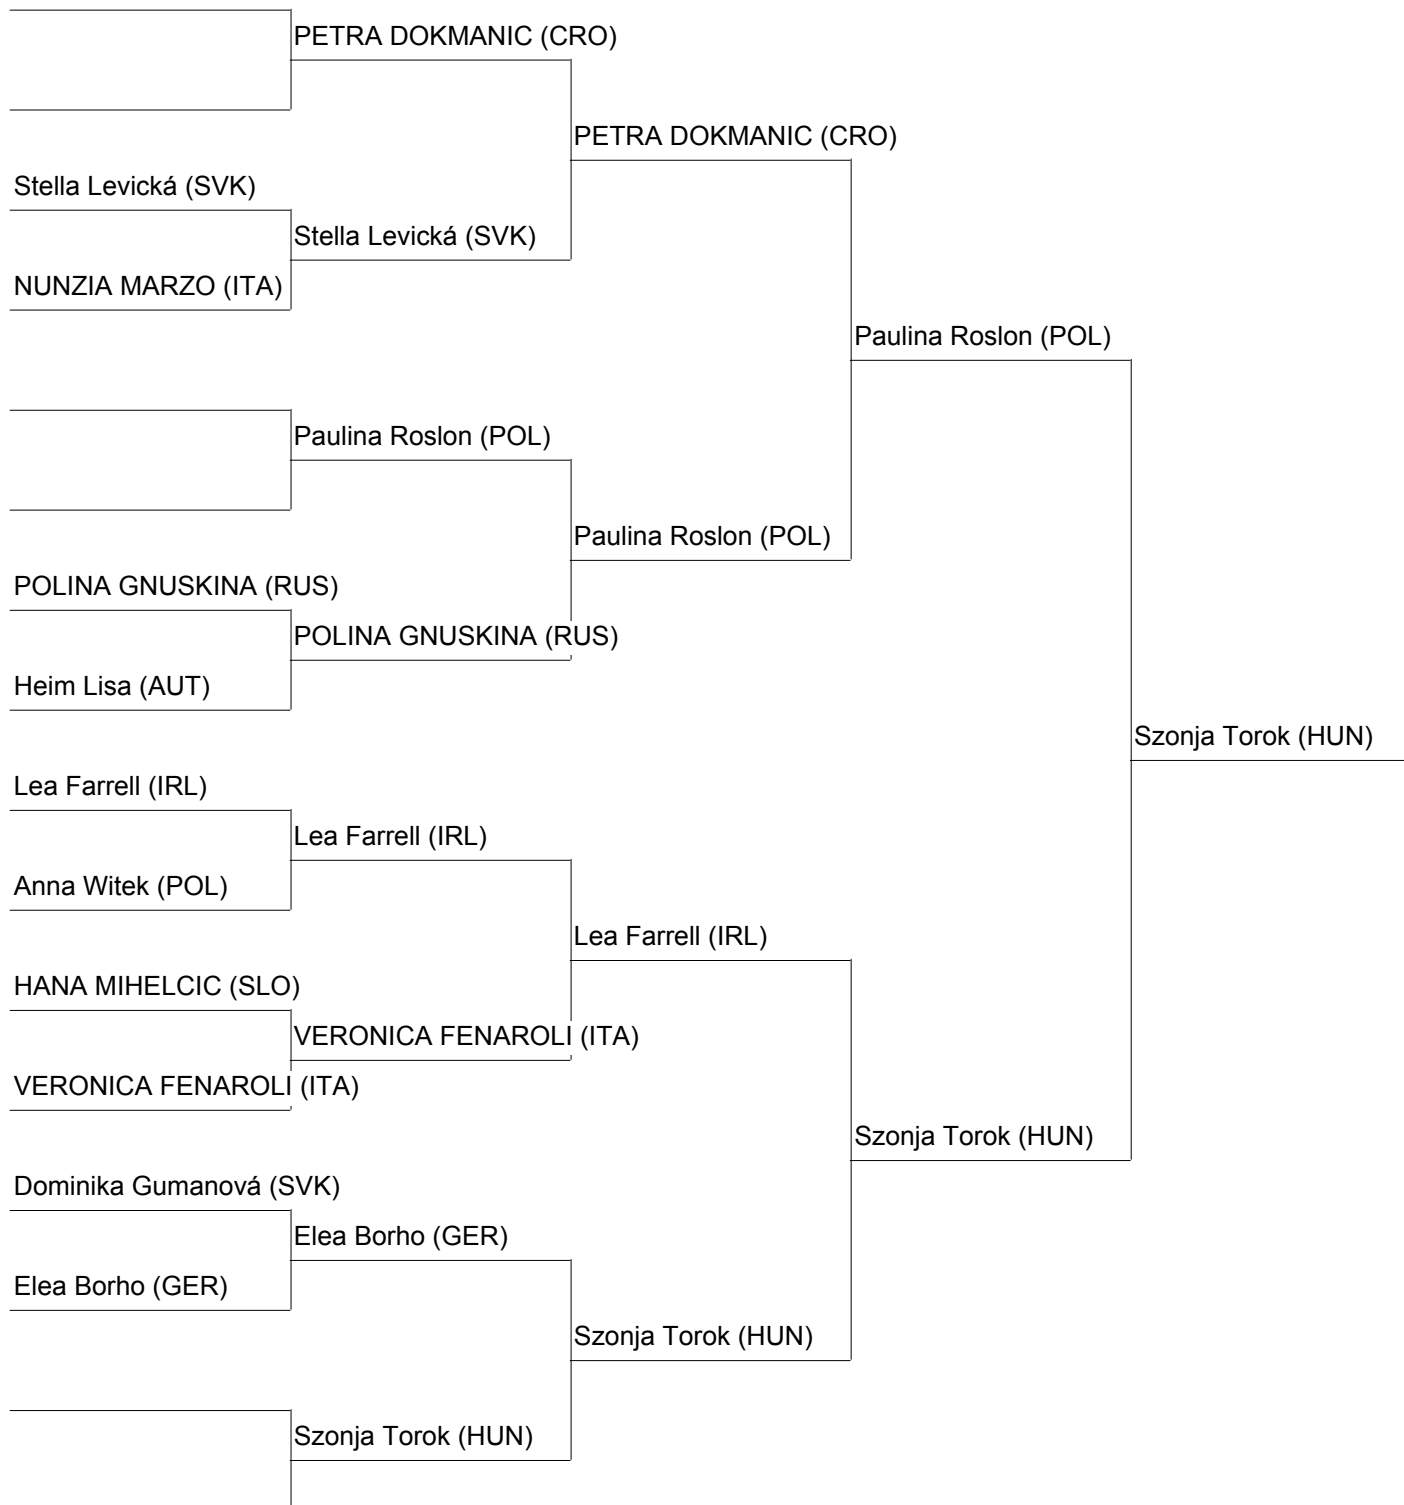 PETRA DOKMANIC (CRO)
PETRA DOKMANIC (CRO)
Stella Levická (SVK)
Stella Levická (SVK)
NUNZIA MARZO (ITA)
Paulina Roslon (POL)
Paulina Roslon (POL)
Paulina Roslon (POL)
POLINA GNUSKINA (RUS)
POLINA GNUSKINA (RUS)
Heim Lisa (AUT)
Szonja Torok (HUN)
Lea Farrell (IRL)
Lea Farrell (IRL)
Anna Witek (POL)
Lea Farrell (IRL)
HANA MIHELCIC (SLO)
VERONICA FENAROLI (ITA)
VERONICA FENAROLI (ITA)
Szonja Torok (HUN)
Dominika Gumanová (SVK)
Elea Borho (GER)
Elea Borho (GER)
Szonja Torok (HUN)
Szonja Torok (HUN)